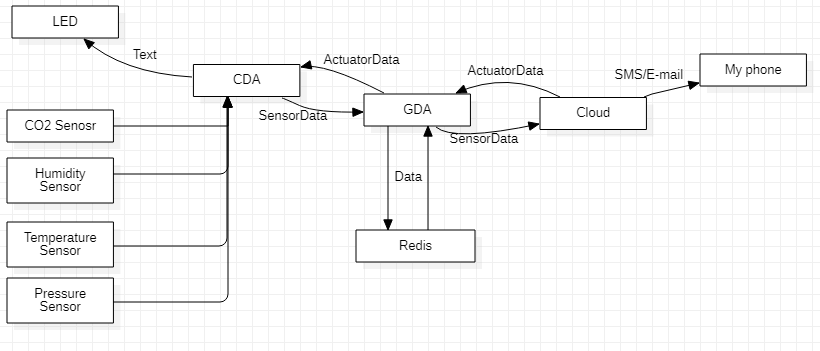 LED
Text
ActuatorData
CDA
ActuatorData
SMS/E-mail
My phone
SensorData
GDA
Cloud
CO2 Senosr
SensorData
Humidity
Sensor
Data
Temperature
Sensor
Redis
Pressure
Sensor